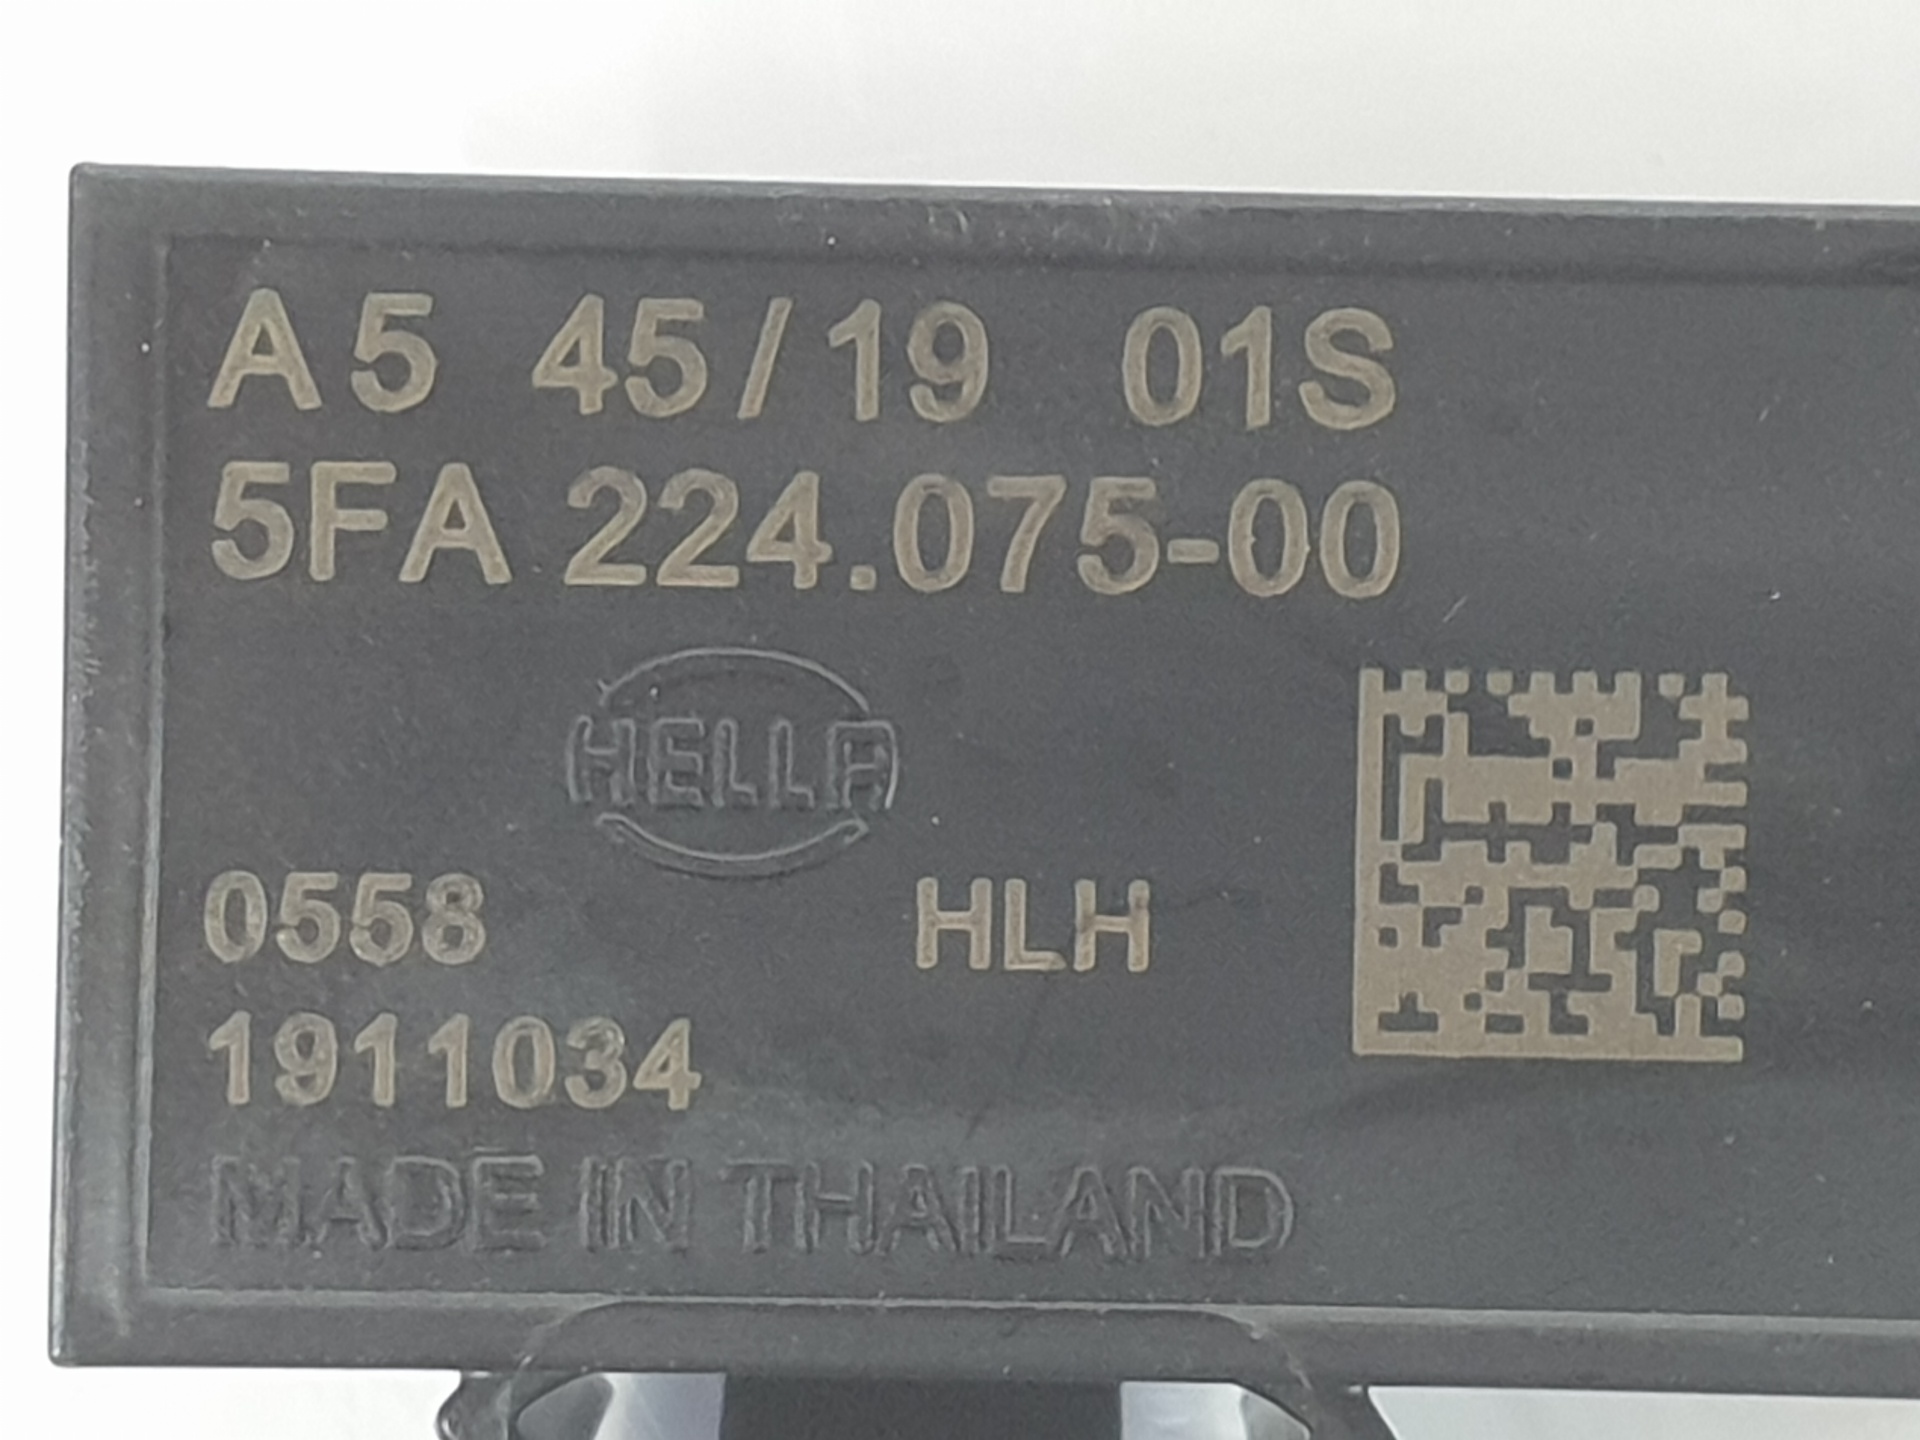 A5 45/19 01S
5FA 224.075-00
HELLA
0558 HLH
1911034
MADE IN THAILAND